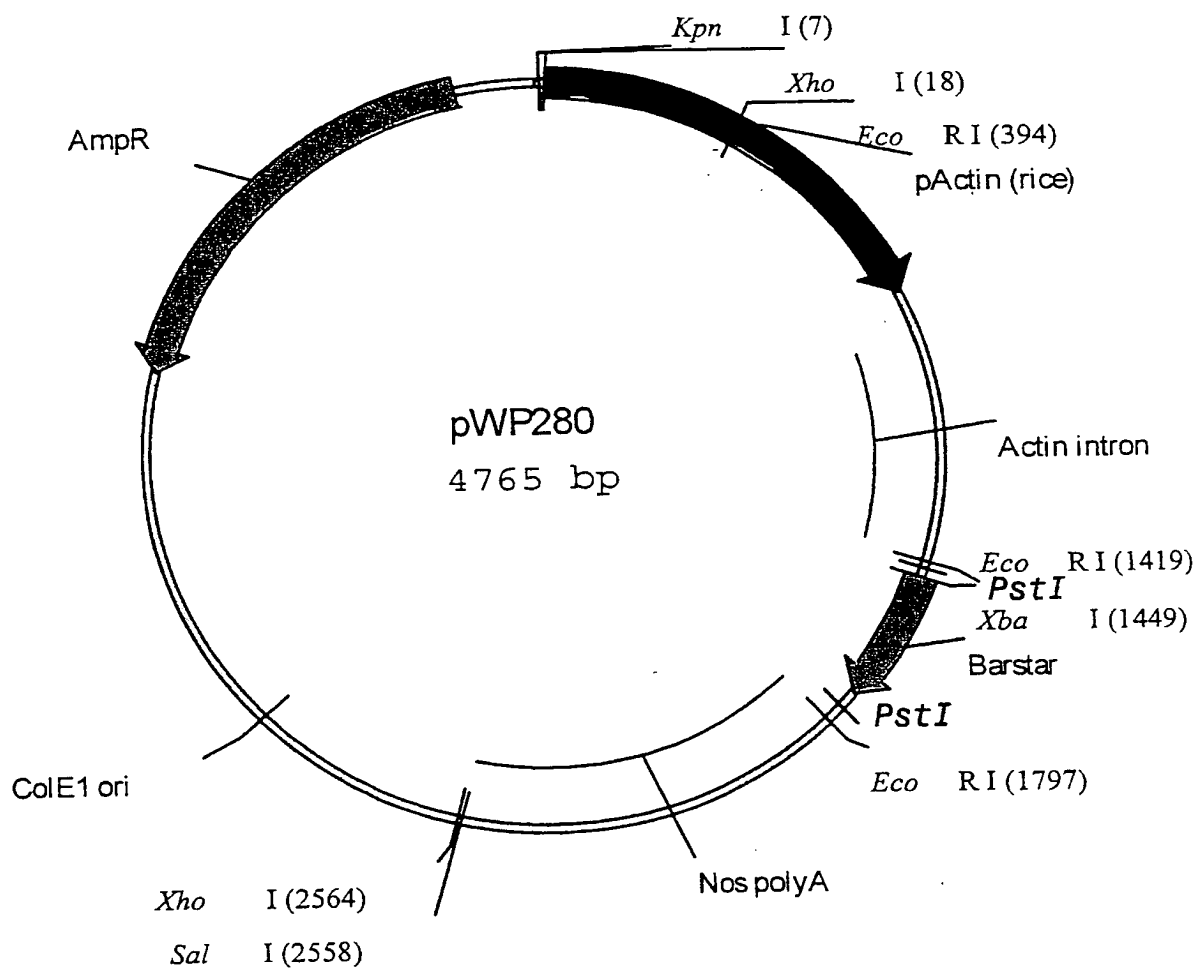 Kpn I (7)
Xho I (18)
AmpR
Eco R I (394)
pActin (rice)
pWP280
4765 bp
Actin intron
Eco R I (1419)
PstI
Xba I (1449)
Barstar
PstI
Eco R I (1797)
ColE1 ori
Nos polyA
Xho I (2564)
Sal I (2558)